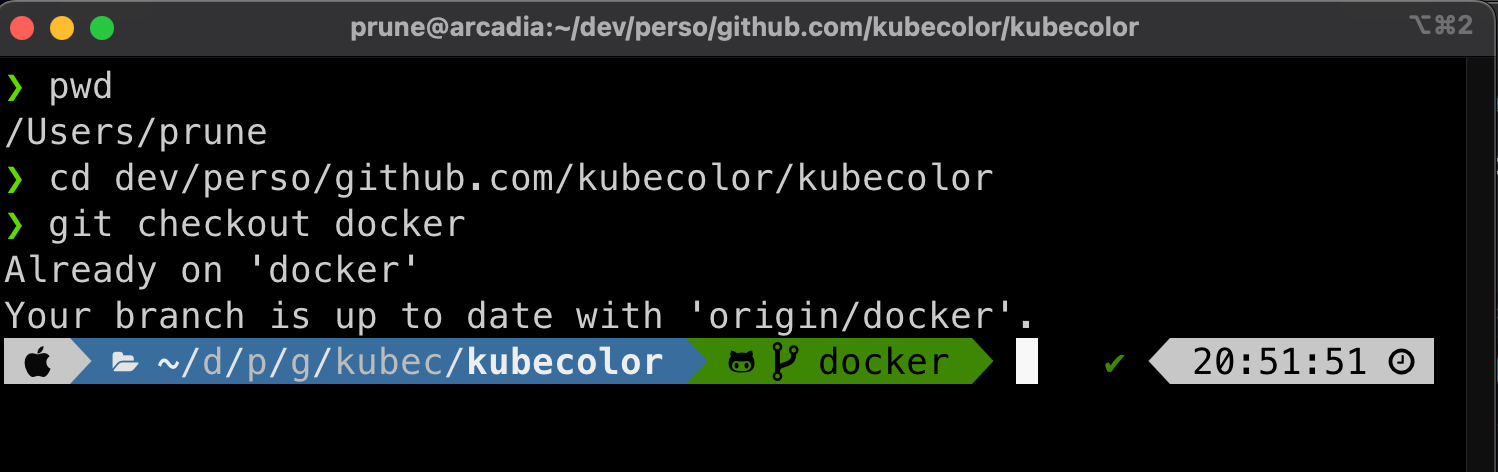 prune@arcadia:~/dev/perso/github.com/kubecolor/kubecolor ⌥⌘2
❯ pwd
/Users/prune
❯ cd dev/perso/github.com/kubecolor/kubecolor
❯ git checkout docker
Already on 'docker'
Your branch is up to date with 'origin/docker'.
~/d/p/g/kubec/kubecolor docker ✔ 20:51:51